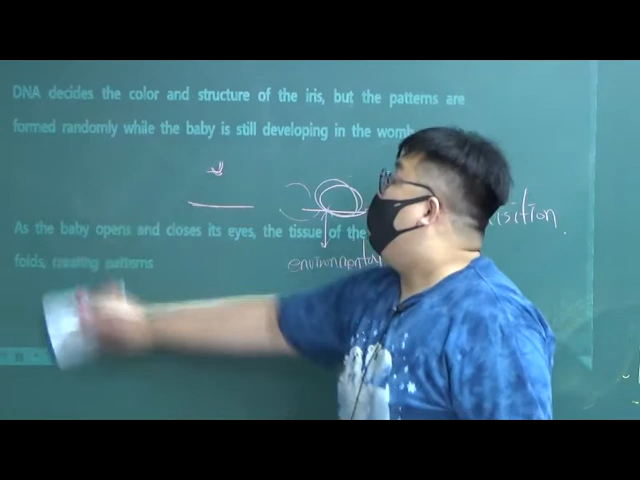 DNA decides the color and structure of the iris, but the patterns are
formed randomly while the baby is still developing in the womb
As the baby opens and closes its eyes, the tissue of the
folds, creating patterns